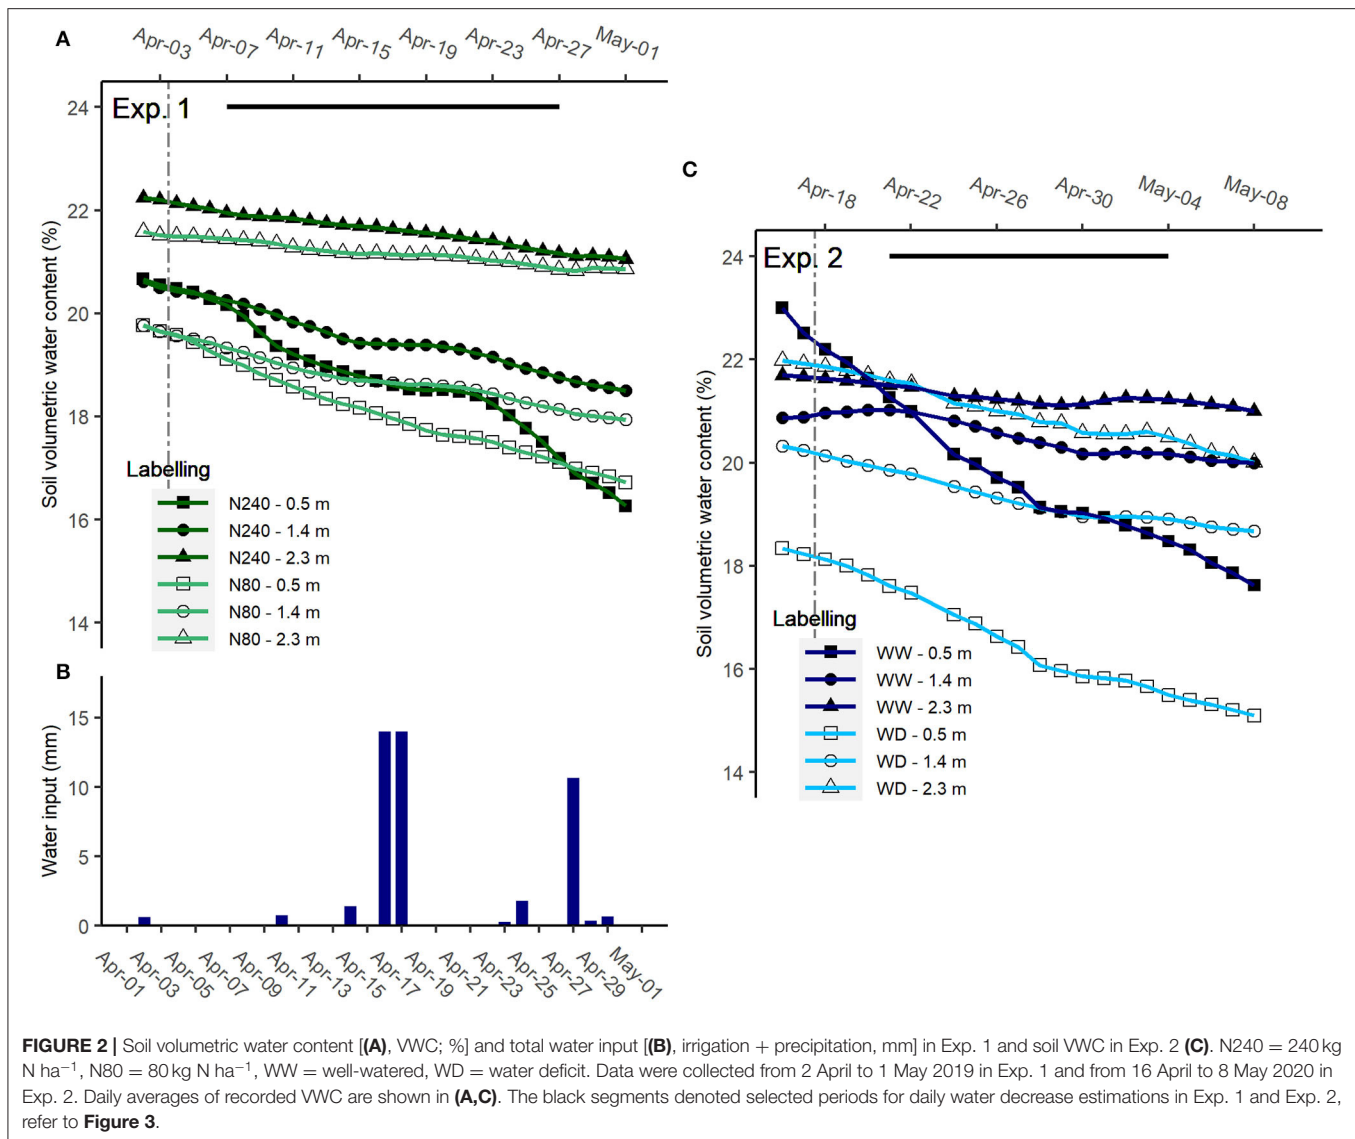 A
Apr-03 Apr-07 Apr-11 Apr-15 Apr-19 Apr-23 Apr-27 May-01
Exp. 1
Soil volumetric water content (%)
24
22
20
18
16
14
Labelling
N240 - 0.5 m
N240 - 1.4 m
N240 - 2.3 m
N80 - 0.5 m
N80 - 1.4 m
N80 - 2.3 m
B
Water input (mm)
15
10
5
0
Apr-01 Apr-03 Apr-05 Apr-07 Apr-09 Apr-11 Apr-13 Apr-15 Apr-17 Apr-19 Apr-21 Apr-23 Apr-25 Apr-27 Apr-29 May-01
C
Apr-18 Apr-22 Apr-26 Apr-30 May-04 May-08
Exp. 2
Soil volumetric water content (%)
24
22
20
18
16
14
Labelling
WW - 0.5 m
WW - 1.4 m
WW - 2.3 m
WD - 0.5 m
WD - 1.4 m
WD - 2.3 m
FIGURE 2 | Soil volumetric water content [(A), VWC; %] and total water input [(B), irrigation + precipitation, mm] in Exp. 1 and soil VWC in Exp. 2 (C). N240 = 240 kg
N ha⁻¹, N80 = 80 kg N ha⁻¹, WW = well-watered, WD = water deficit. Data were collected from 2 April to 1 May 2019 in Exp. 1 and from 16 April to 8 May 2020 in
Exp. 2. Daily averages of recorded VWC are shown in (A,C). The black segments denoted selected periods for daily water decrease estimations in Exp. 1 and Exp. 2,
refer to Figure 3.